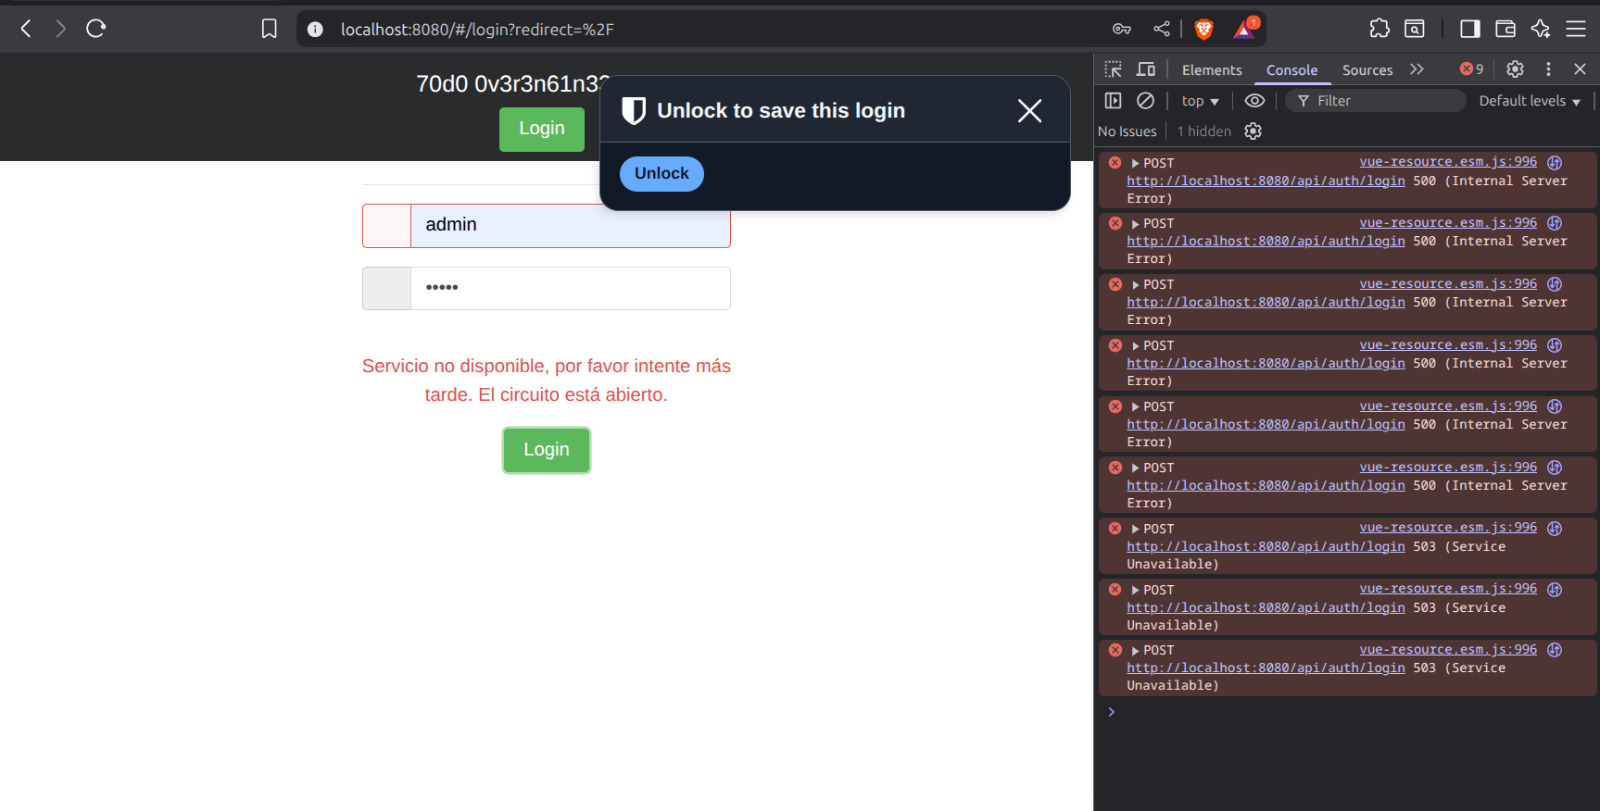 localhost:8080/#/login?redirect=%2F
1
70d0 0v3r3n61n33
Login
Unlock to save this login
Unlock
admin
•••••
Servicio no disponible, por favor intente más
tarde. El circuito está abierto.
Login
Elements Console Sources 9
top Filter Default levels
No Issues 1 hidden
POST vue-resource.esm.js:996
http://localhost:8080/api/auth/login 500 (Internal Server
Error)
POST vue-resource.esm.js:996
http://localhost:8080/api/auth/login 500 (Internal Server
Error)
POST vue-resource.esm.js:996
http://localhost:8080/api/auth/login 500 (Internal Server
Error)
POST vue-resource.esm.js:996
http://localhost:8080/api/auth/login 500 (Internal Server
Error)
POST vue-resource.esm.js:996
http://localhost:8080/api/auth/login 500 (Internal Server
Error)
POST vue-resource.esm.js:996
http://localhost:8080/api/auth/login 500 (Internal Server
Error)
POST vue-resource.esm.js:996
http://localhost:8080/api/auth/login 503 (Service
Unavailable)
POST vue-resource.esm.js:996
http://localhost:8080/api/auth/login 503 (Service
Unavailable)
POST vue-resource.esm.js:996
http://localhost:8080/api/auth/login 503 (Service
Unavailable)